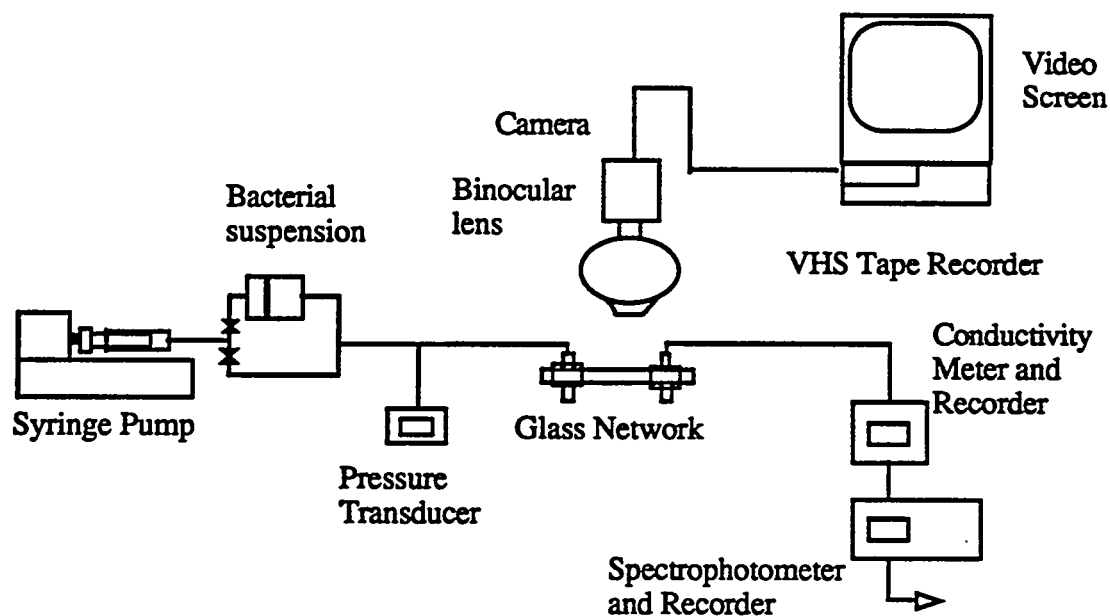 Video
Screen
Camera
Binocular
lens
Bacterial
suspension
VHS Tape Recorder
Conductivity
Meter and
Recorder
Syringe Pump
Glass Network
Pressure
Transducer
Spectrophotometer
and Recorder